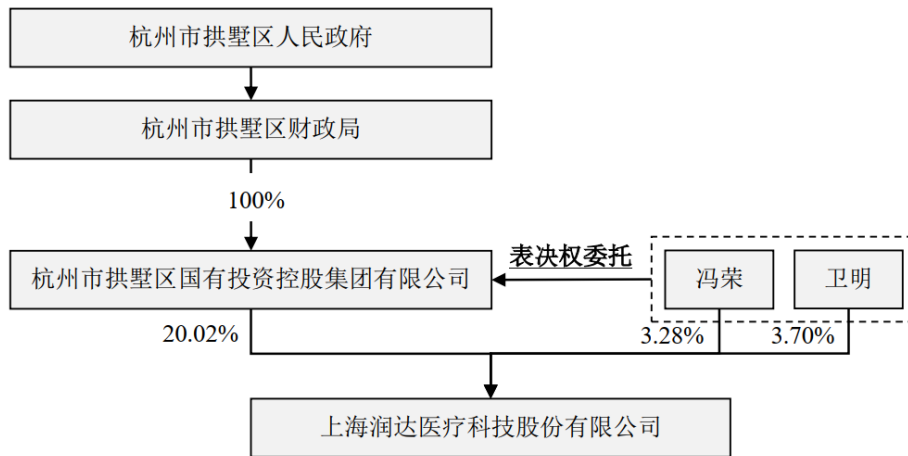 杭州市拱墅区人民政府
杭州市拱墅区财政局
100%
表决权委托
杭州市拱墅区国有投资控股集团有限公司
冯荣
卫明
20.02%
3.28%
3.70%
上海润达医疗科技股份有限公司